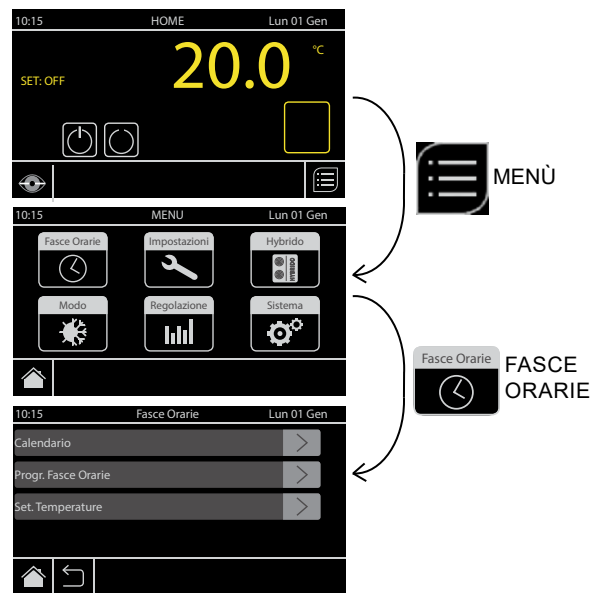 10:15 HOME Lun 01 Gen
20.0 °C
SET: OFF
MENÙ
10:15 MENU Lun 01 Gen
Fasce Orarie Impostazioni Hybrido
HYBRIDO
Modo Regolazione Sistema
Fasce Orarie
FASCE
ORARIE
10:15 Fasce Orarie Lun 01 Gen
Calendario
Progr. Fasce Orarie
Set. Temperature